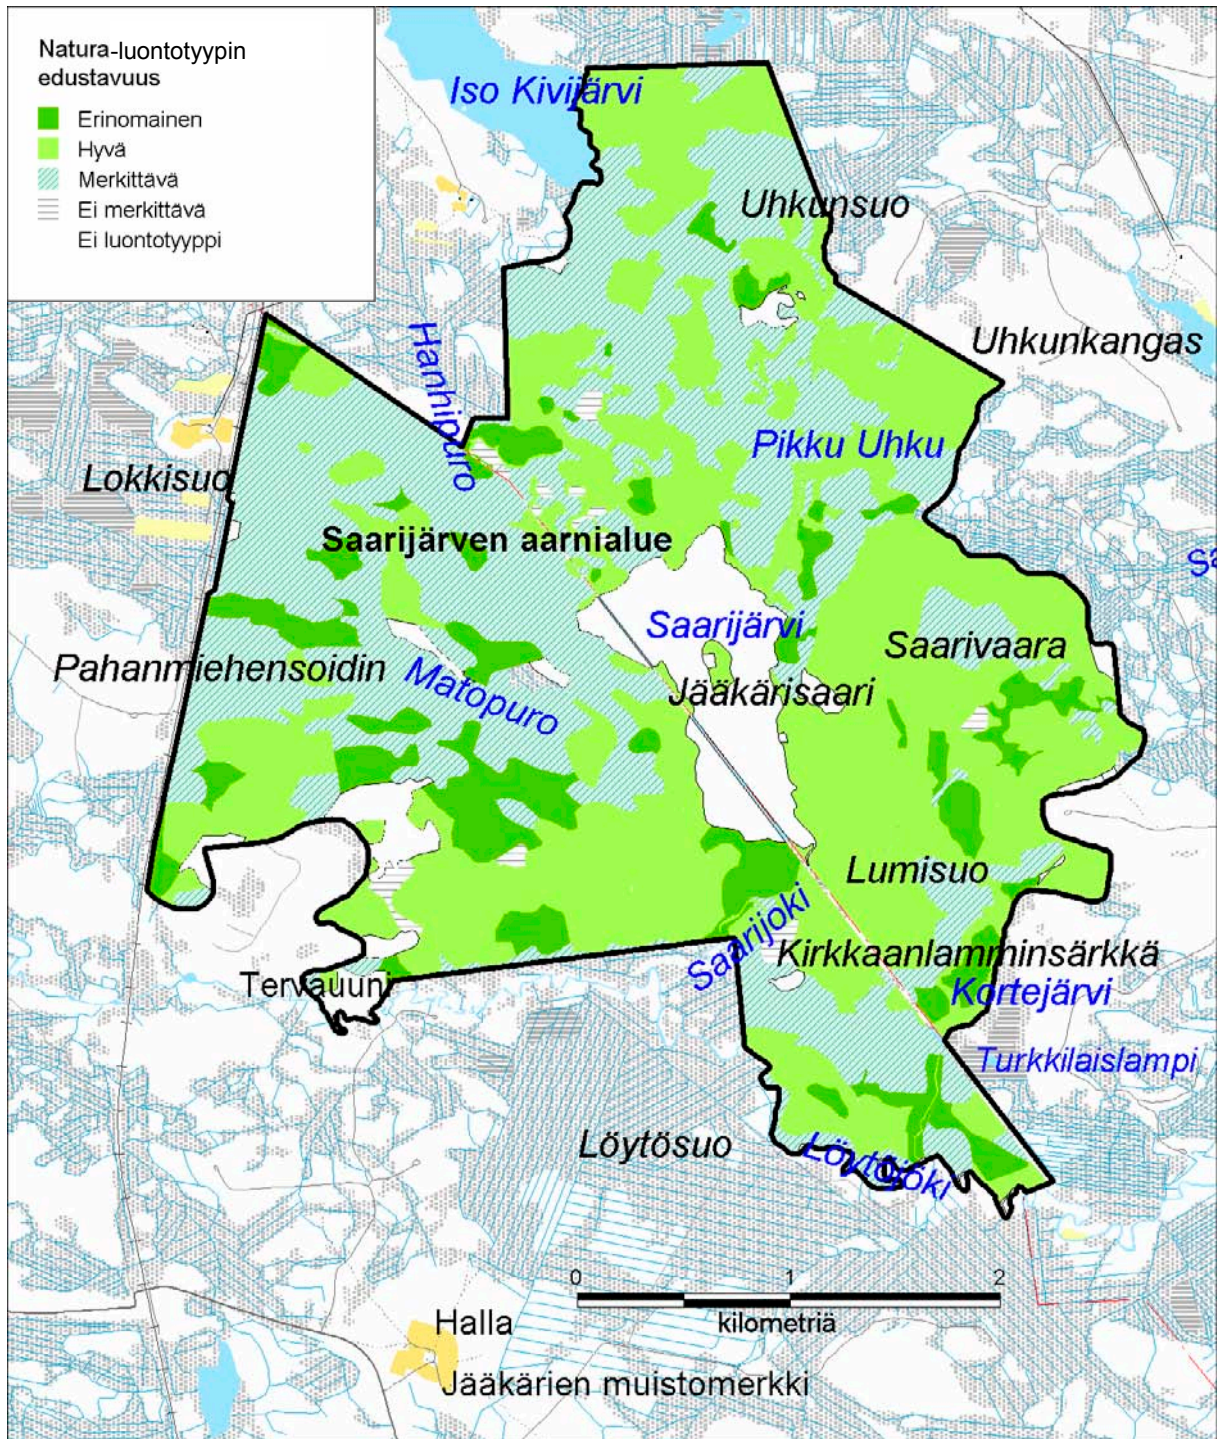 Natura-luontotyypin
edustavuus
Erinomainen
Hyvä
Merkittävä
Ei merkittävä
Ei luontotyyppi
Iso Kivijärvi
Uhkunsuo
Uhkunkangas
Hanhipuro
Pikku Uhku
Lokkisuo
Saarijärven aarnialue
Sa
Saarijärvi
Saarivaara
Pahanmiehensoidin
Matopuro
Jääkärisaari
Lumisuo
Saarijoki
Kirkkaanlamminsärkkä
Tervauuni
Kortejärvi
Turkkilaislampi
Löytösuo
Löytöjoki
0 1 2
kilometriä
Halla
Jääkärien muistomerkki